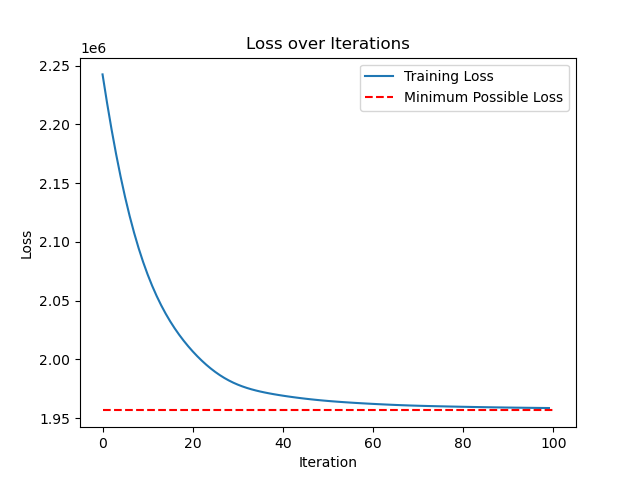 Loss over Iterations
1e6
2.25
2.20
2.15
2.10
2.05
2.00
1.95
Loss
Training Loss
Minimum Possible Loss
0 20 40 60 80 100
Iteration